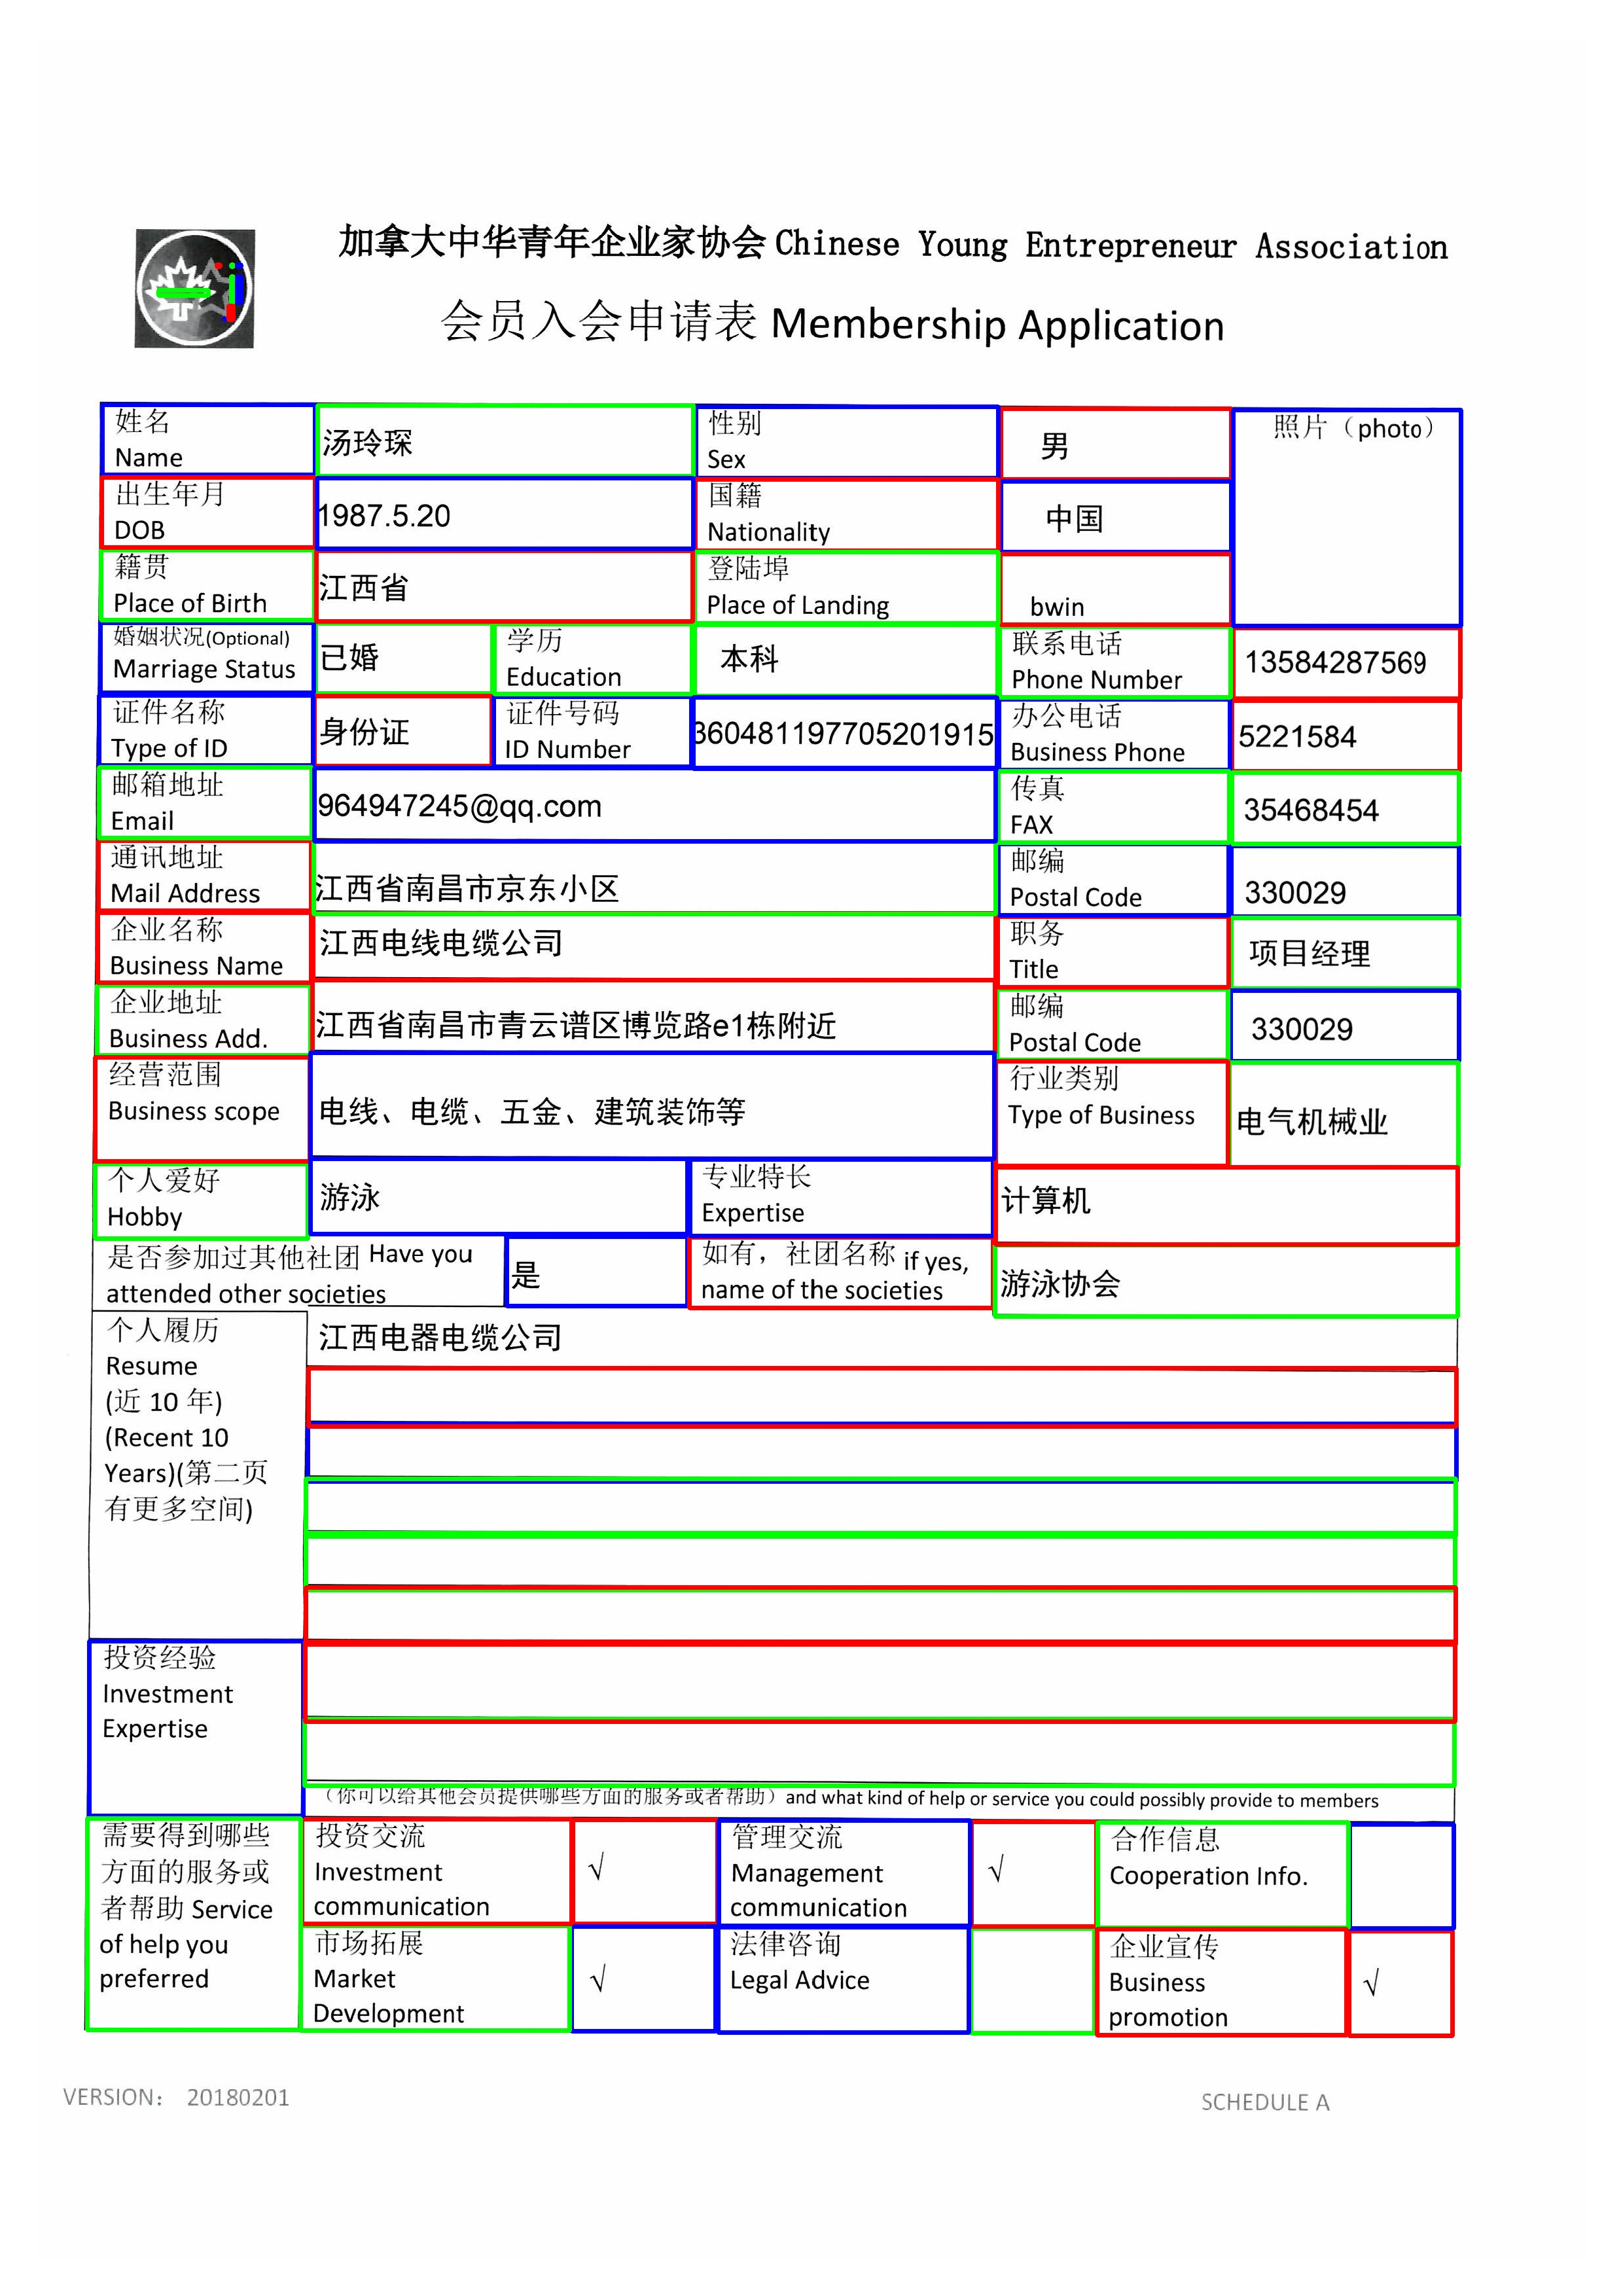 加拿大中华青年企业家协会 Chinese Young Entrepreneur Association
会员入会申请表 Membership Application
姓名
Name
汤玲琛
性别
Sex
男
照片（photo）
出生年月
DOB
1987.5.20
国籍
Nationality
中国
籍贯
Place of Birth
江西省
登陆埠
Place of Landing
bwin
婚姻状况(Optional)
Marriage Status
已婚
学历
Education
本科
联系电话
Phone Number
13584287569
证件名称
Type of ID
身份证
证件号码
ID Number
360481197705201915
办公电话
Business Phone
5221584
邮箱地址
Email
964947245@qq.com
传真
FAX
35468454
通讯地址
Mail Address
江西省南昌市京东小区
邮编
Postal Code
330029
企业名称
Business Name
江西电线电缆公司
职务
Title
项目经理
企业地址
Business Add.
江西省南昌市青云谱区博览路e1栋附近
邮编
Postal Code
330029
经营范围
Business scope
电线、电缆、五金、建筑装饰等
行业类别
Type of Business
电气机械业
个人爱好
Hobby
游泳
专业特长
Expertise
计算机
是否参加过其他社团 Have you
attended other societies
是
如有，社团名称 if yes,
name of the societies
游泳协会
个人履历
Resume
(近 10 年)
(Recent 10
Years)(第二页
有更多空间)
江西电器电缆公司
投资经验
Investment
Expertise
（你可以给其他会员提供哪些方面的服务或者帮助）and what kind of help or service you could possibly provide to members
需要得到哪些
方面的服务或
者帮助 Service
of help you
preferred
投资交流
Investment
communication
√
管理交流
Management
communication
√
合作信息
Cooperation Info.
市场拓展
Market
Development
√
法律咨询
Legal Advice
企业宣传
Business
promotion
√
VERSION： 20180201
SCHEDULE A